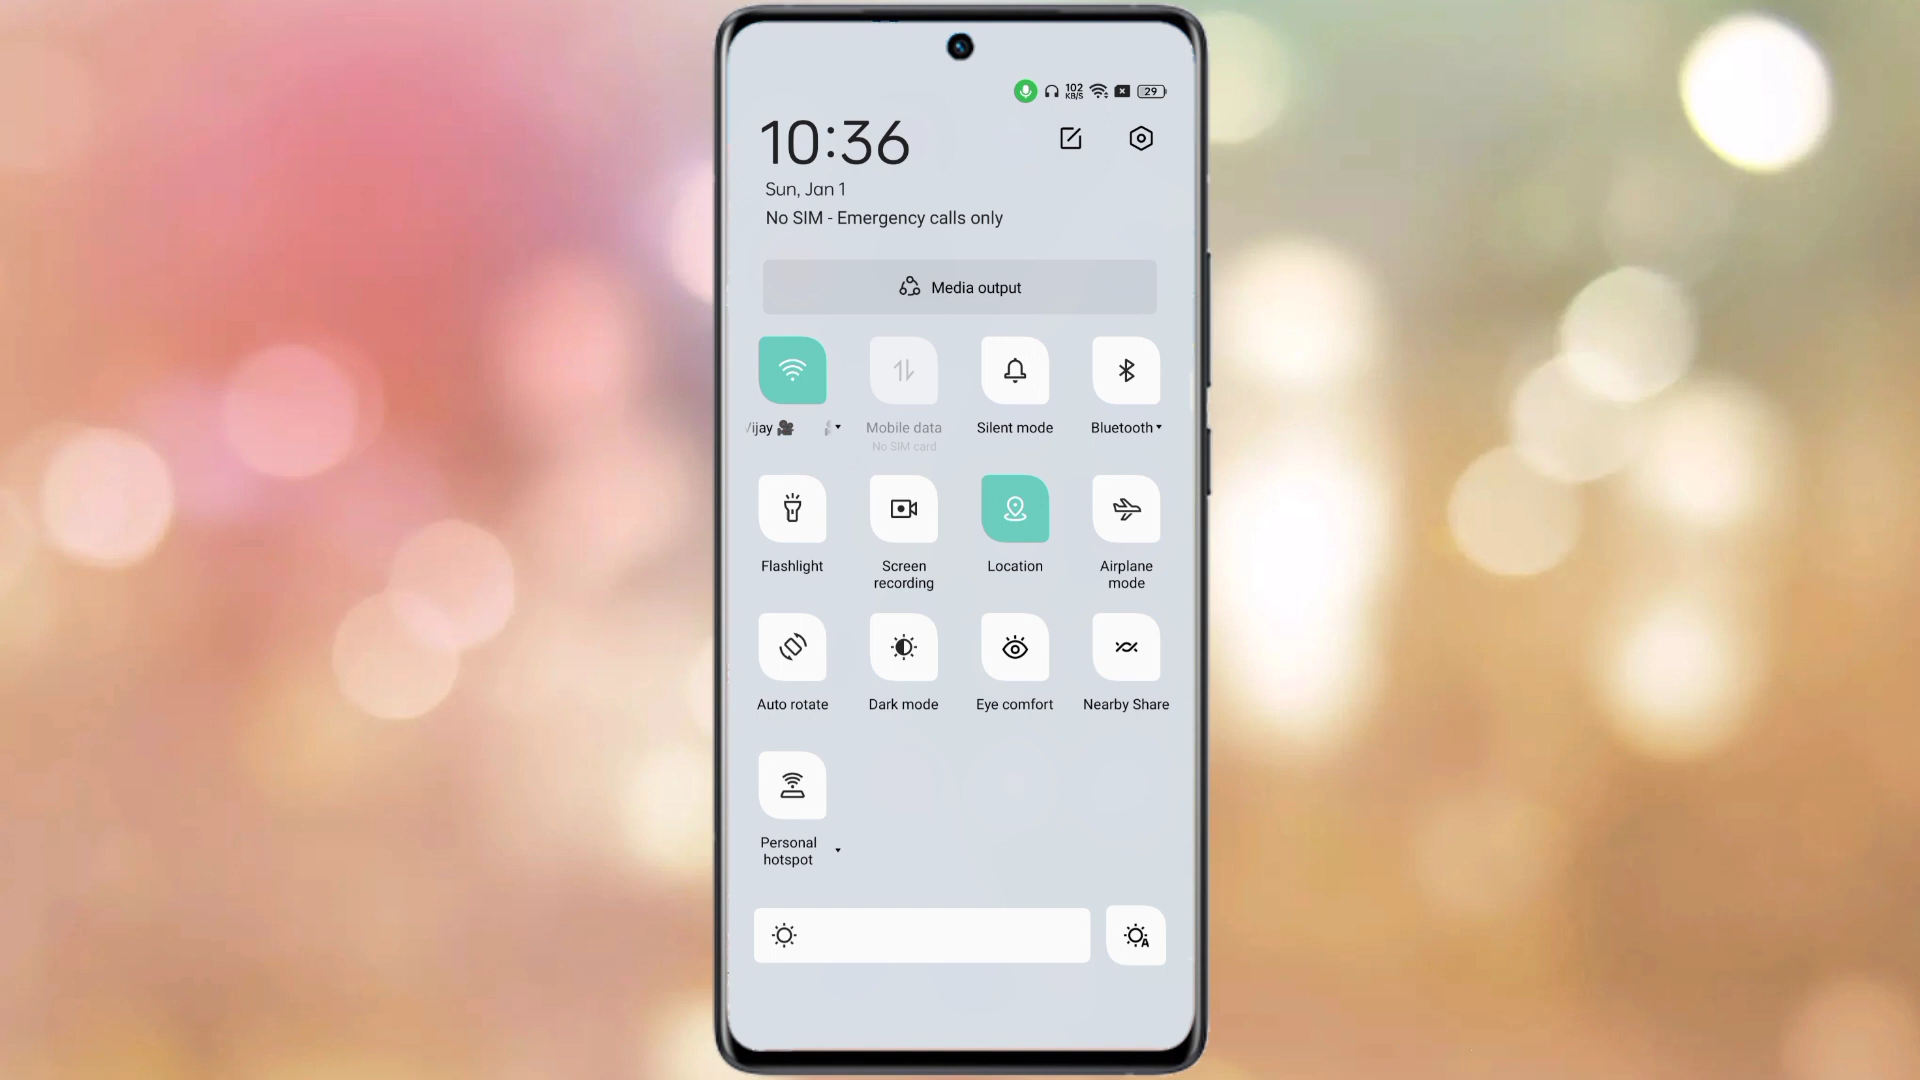 102
KB/S
29
10:36
Sun, Jan 1
No SIM - Emergency calls only
Media output
Vijay 🎥
Mobile data
No SIM card
Silent mode
Bluetooth
Flashlight
Screen
recording
Location
Airplane
mode
Auto rotate
Dark mode
Eye comfort
Nearby Share
Personal
hotspot
A